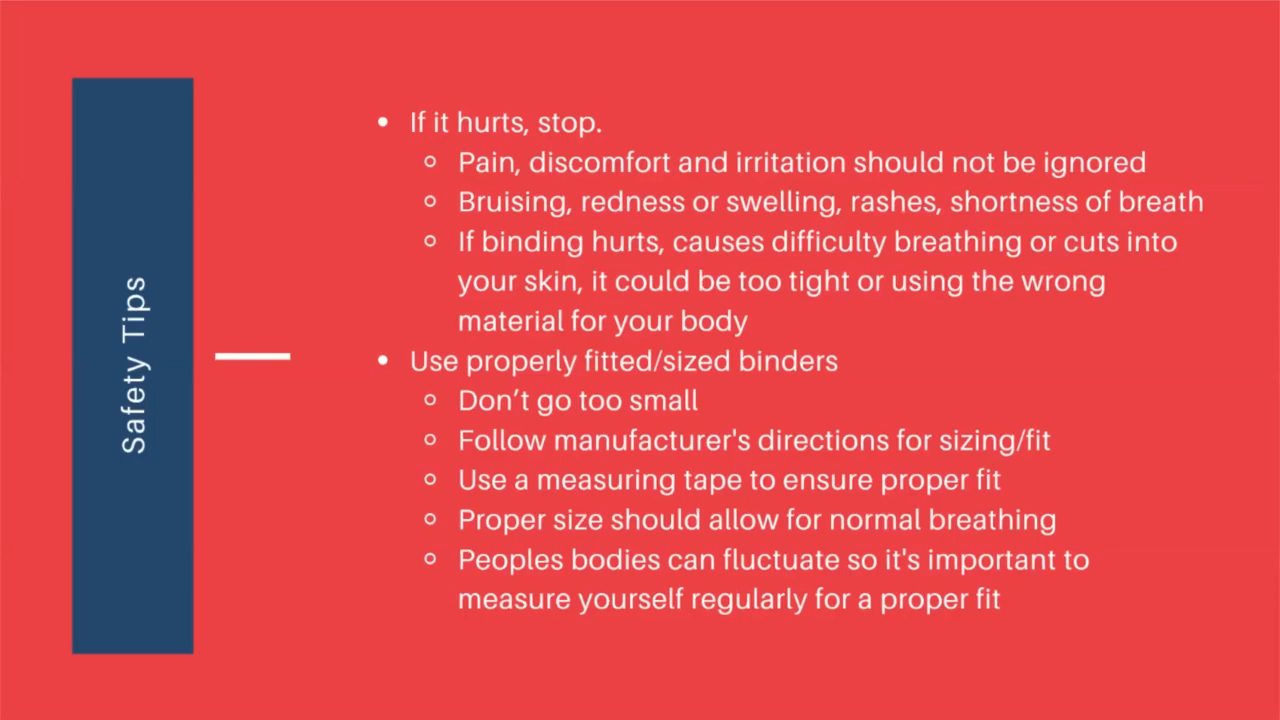 Safety Tips
• If it hurts, stop.
○ Pain, discomfort and irritation should not be ignored
○ Bruising, redness or swelling, rashes, shortness of breath
○ If binding hurts, causes difficulty breathing or cuts into
your skin, it could be too tight or using the wrong
material for your body
• Use properly fitted/sized binders
○ Don’t go too small
○ Follow manufacturer's directions for sizing/fit
○ Use a measuring tape to ensure proper fit
○ Proper size should allow for normal breathing
○ Peoples bodies can fluctuate so it's important to
measure yourself regularly for a proper fit